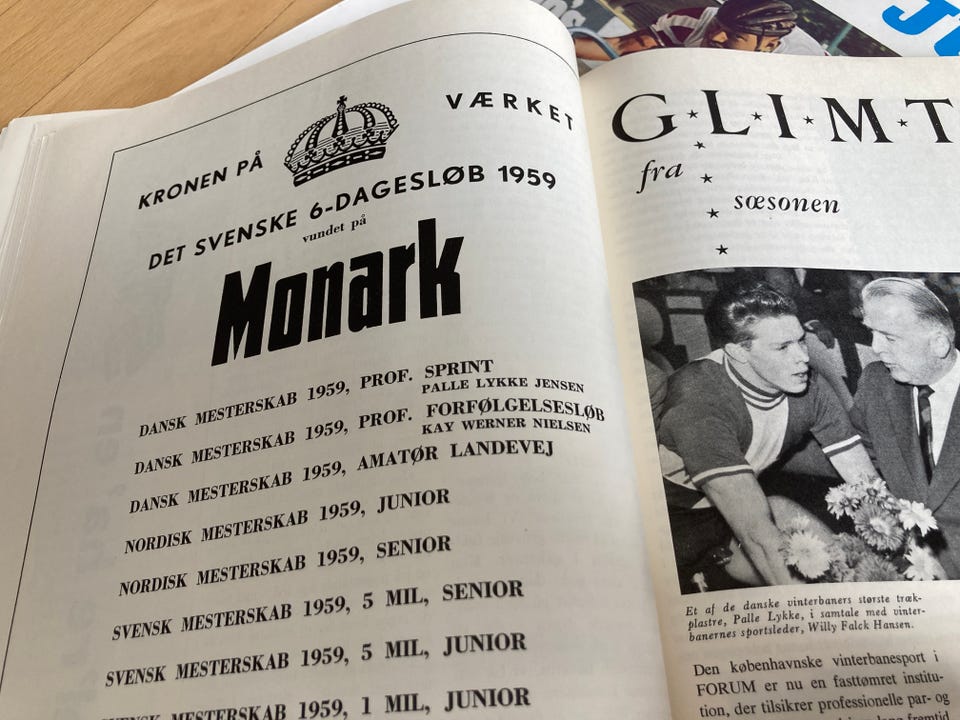 KRONEN PÅ VÆRKET
DET SVENSKE 6-DAGESLØB 1959
vundet på
Monark
DANSK MESTERSKAB 1959, PROF. SPRINT
PALLE LYKKE JENSEN
DANSK MESTERSKAB 1959, PROF. FORFØLGELSESLØB
KAY WERNER NIELSEN
DANSK MESTERSKAB 1959, AMATØR LANDEVEJ
NORDISK MESTERSKAB 1959, JUNIOR
NORDISK MESTERSKAB 1959, SENIOR
SVENSK MESTERSKAB 1959, 5 MIL, SENIOR
SVENSK MESTERSKAB 1959, 5 MIL, JUNIOR
SVENSK MESTERSKAB 1959, 1 MIL, JUNIOR
G·L·I·M·T
fra
sæsonen
Et af de danske vinterbaners største træk-
plastre, Palle Lykke, i samtale med vinter-
banernes sportsleder, Willy Falck Hansen.
Den københavnske vinterbanesport i
FORUM er nu en fasttømret institu-
tion, der tilsikrer professionelle par- og